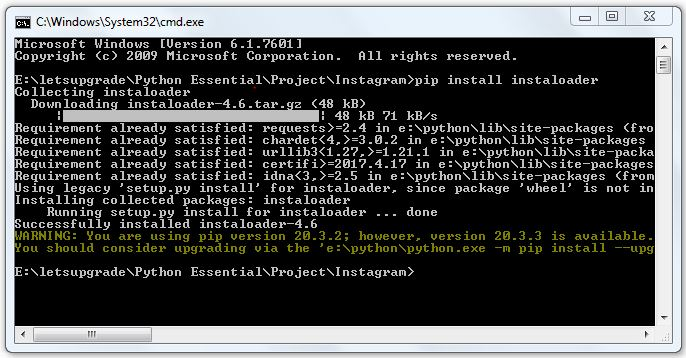 C:\Windows\System32\cmd.exe
Microsoft Windows [Version 6.1.7601]
Copyright (c) 2009 Microsoft Corporation.  All rights reserved.
E:\letsupgrade\Python Essential\Project\Instagram>pip install instaloader
Collecting instaloader
  Downloading instaloader-4.6.tar.gz (48 kB)
     |████████████████████████████████| 48 kB 71 kB/s
Requirement already satisfied: requests>=2.4 in e:\python\lib\site-packages (fro
Requirement already satisfied: chardet<4,>=3.0.2 in e:\python\lib\site-packages
Requirement already satisfied: urllib3<1.27,>=1.21.1 in e:\python\lib\site-packa
Requirement already satisfied: certifi>=2017.4.17 in e:\python\lib\site-packages
Requirement already satisfied: idna<3,>=2.5 in e:\python\lib\site-packages (from
Using legacy 'setup.py install' for instaloader, since package 'wheel' is not in
Installing collected packages: instaloader
    Running setup.py install for instaloader ... done
Successfully installed instaloader-4.6
WARNING: You are using pip version 20.3.2; however, version 20.3.3 is available.
You should consider upgrading via the 'e:\python\python.exe -m pip install --upg
E:\letsupgrade\Python Essential\Project\Instagram>